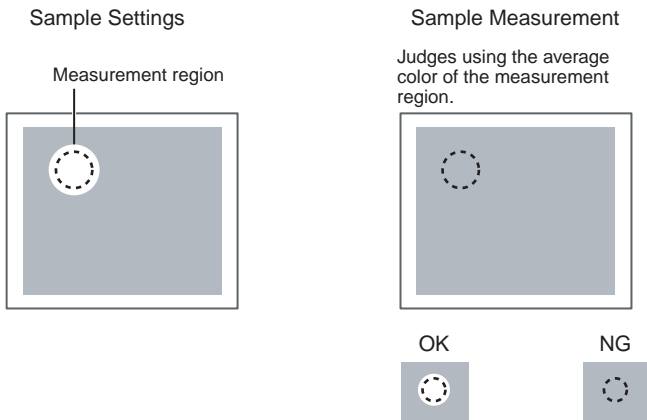 Sample Settings
Measurement region
Sample Measurement
Judges using the average
color of the measurement
region.
OK
NG